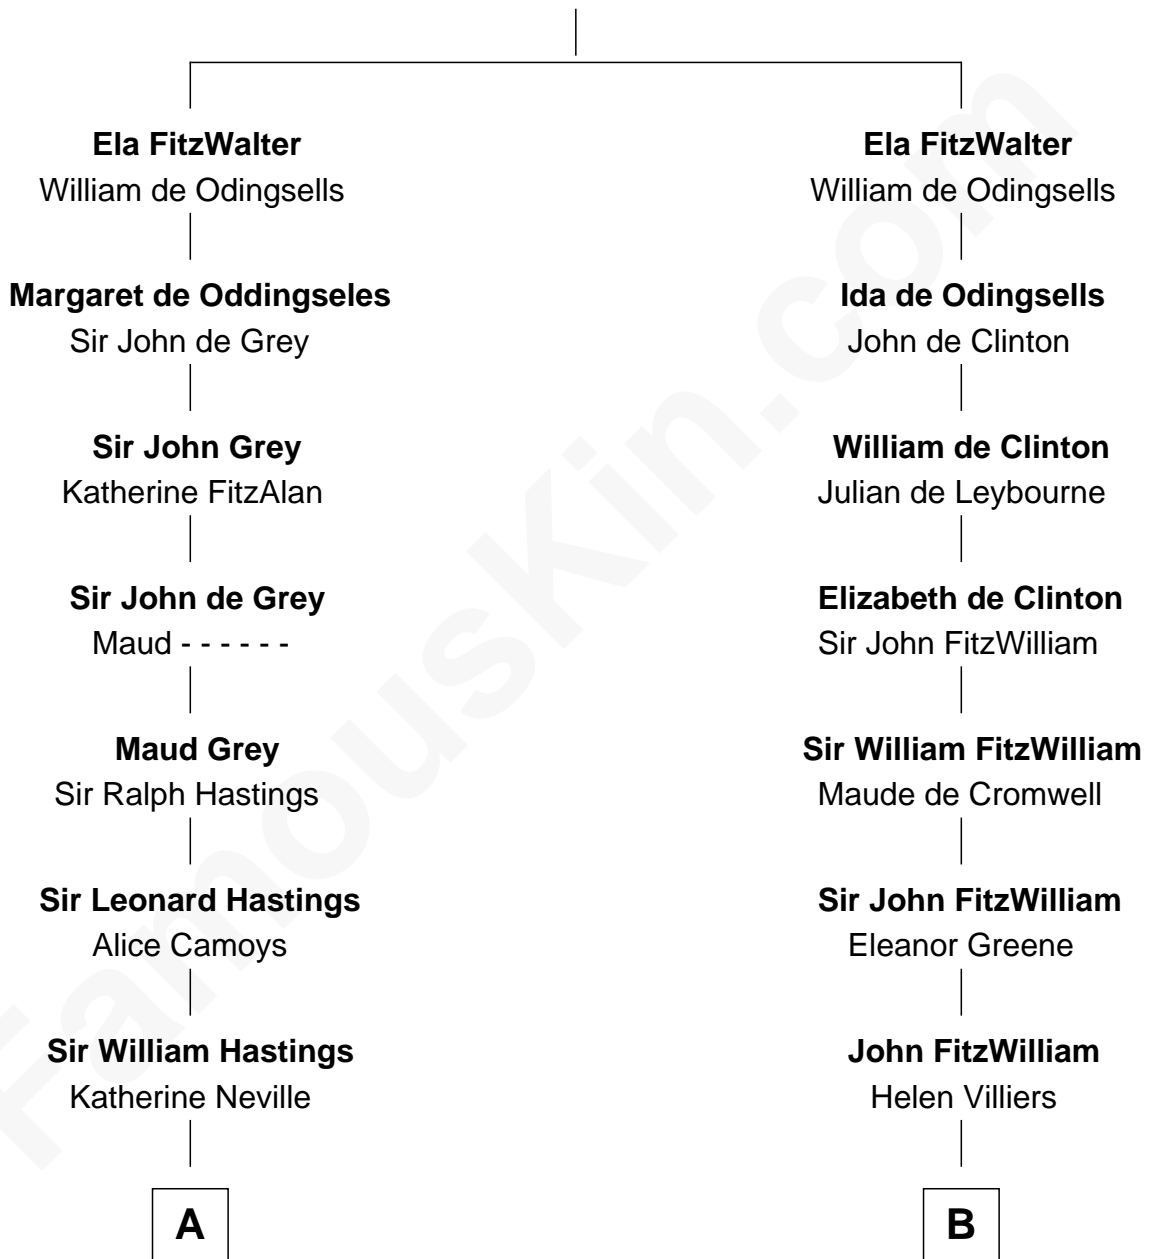 Ela FitzWalter
William de Odingsells
Margaret de Oddingseles
Sir John de Grey
Sir John Grey
Katherine FitzAlan
Sir John de Grey
Maud - - - - - -
Maud Grey
Sir Ralph Hastings
Sir Leonard Hastings
Alice Camoys
Sir William Hastings
Katherine Neville
A
Ela FitzWalter
William de Odingsells
Ida de Odingsells
John de Clinton
William de Clinton
Julian de Leybourne
Elizabeth de Clinton
Sir John FitzWilliam
Sir William FitzWilliam
Maude de Cromwell
Sir John FitzWilliam
Eleanor Greene
John FitzWilliam
Helen Villiers
B
FamousKin.com